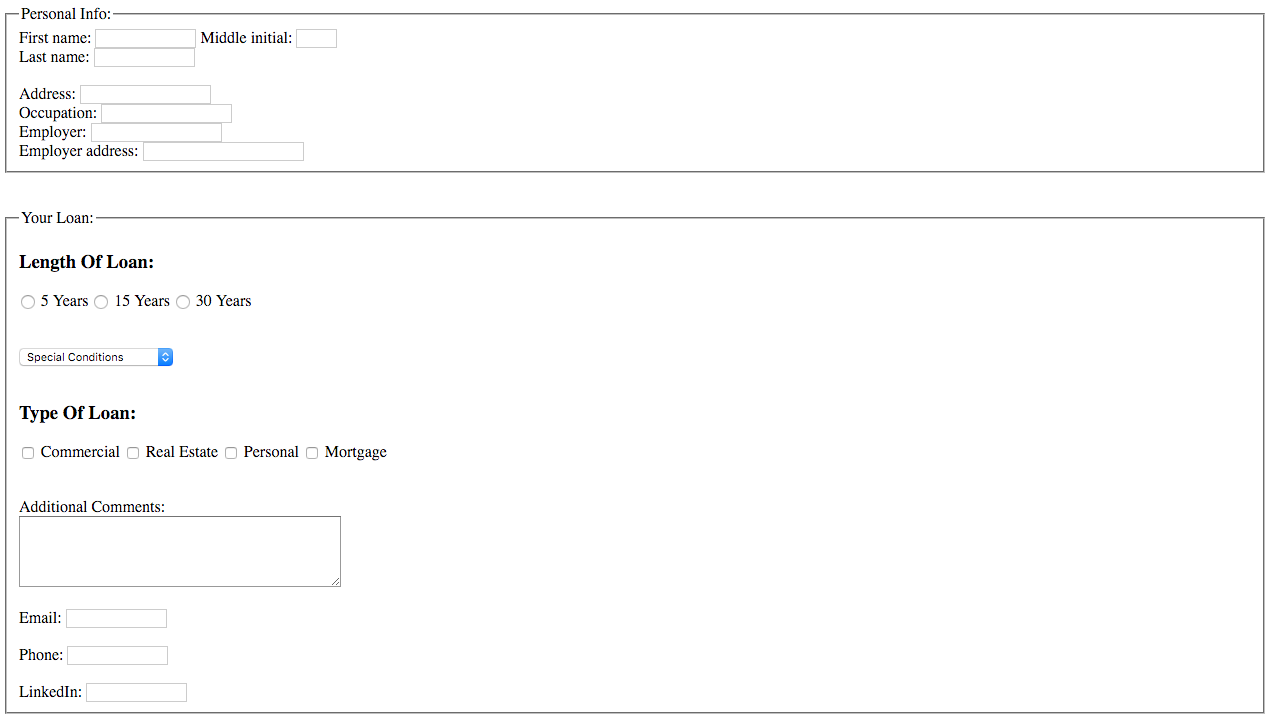 Personal Info:
First name: Middle initial:
Last name:
Address:
Occupation:
Employer:
Employer address:
Your Loan:
Length Of Loan:
5 Years 15 Years 30 Years
Special Conditions
Type Of Loan:
Commercial Real Estate Personal Mortgage
Additional Comments:
Email:
Phone:
LinkedIn: